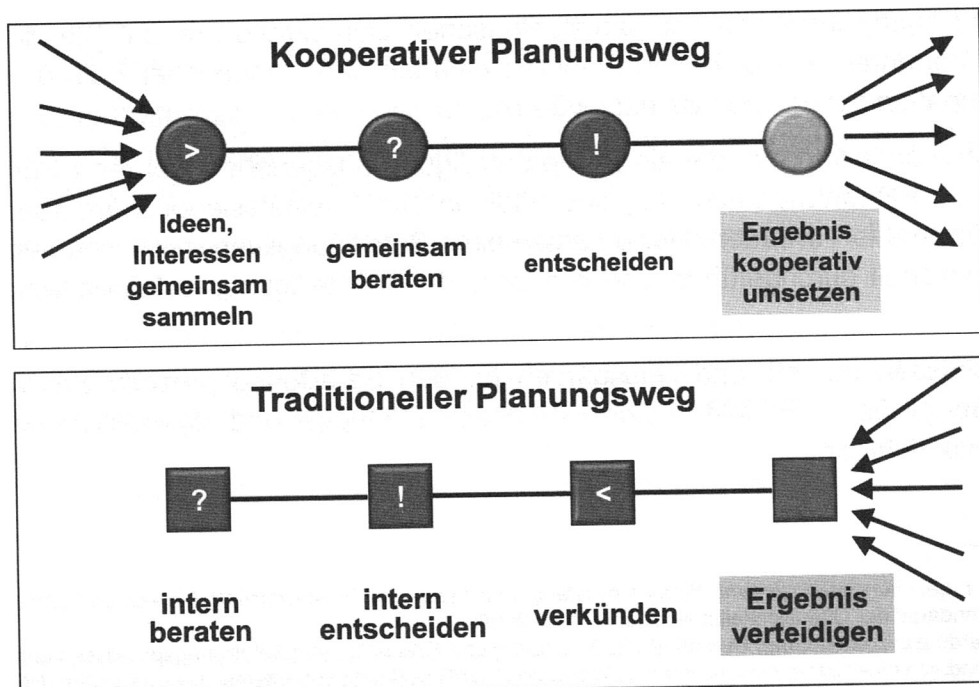 Kooperativer Planungsweg
>
?
!
Ideen,
Interessen
gemeinsam
sammeln
gemeinsam
beraten
entscheiden
Ergebnis
kooperativ
umsetzen
Traditioneller Planungsweg
?
!
<
intern
beraten
intern
entscheiden
verkünden
Ergebnis
verteidigen